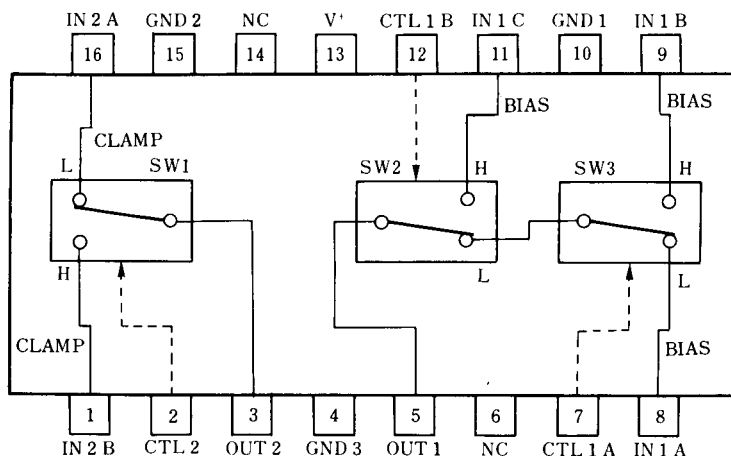 IN 2 A GND 2 NC V+ CTL 1 B IN 1 C GND 1 IN 1 B
16 15 14 13 12 11 10 9
BIAS BIAS
CLAMP
L SW1 SW2 H SW3 H
H L L
CLAMP BIAS
1 2 3 4 5 6 7 8
IN 2 B CTL 2 OUT 2 GND 3 OUT 1 NC CTL 1 A IN 1 A